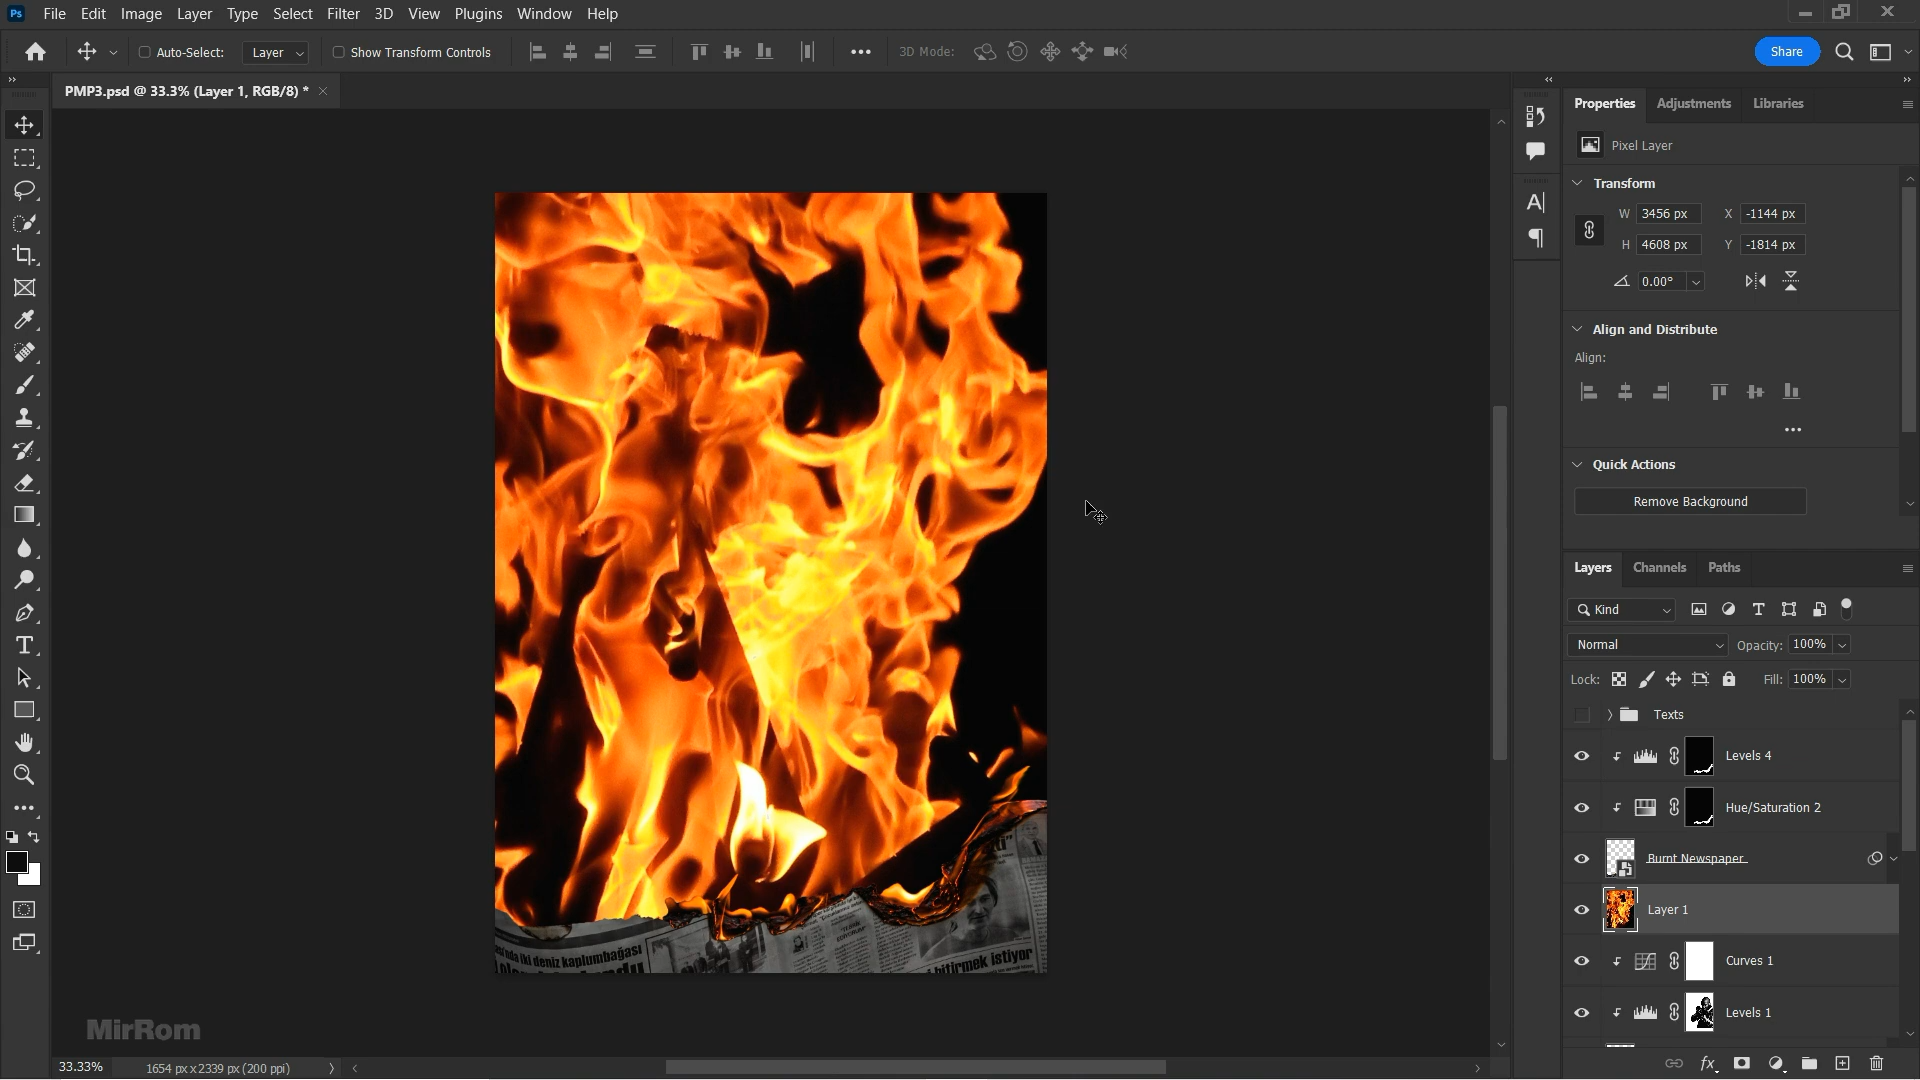 Ps File Edit Image Layer Type Select Filter 3D View Plugins Window Help
Auto-Select: Layer Show Transform Controls 3D Mode: Share
PMP3.psd @ 33.3% (Layer 1, RGB/8) *
Properties Adjustments Libraries
Pixel Layer
Transform
W 3456 px X -1144 px
H 4608 px Y -1814 px
0.00°
Align and Distribute
Align:
Quick Actions
Remove Background
Layers Channels Paths
Kind
Normal Opacity: 100%
Lock: Fill: 100%
Texts
Levels 4
Hue/Saturation 2
Burnt Newspaper
Layer 1
Curves 1
Levels 1
iki deniz kaplumbağası
bitirmek istiyor
MirRom
33.33% 1654 px x 2339 px (200 ppi)